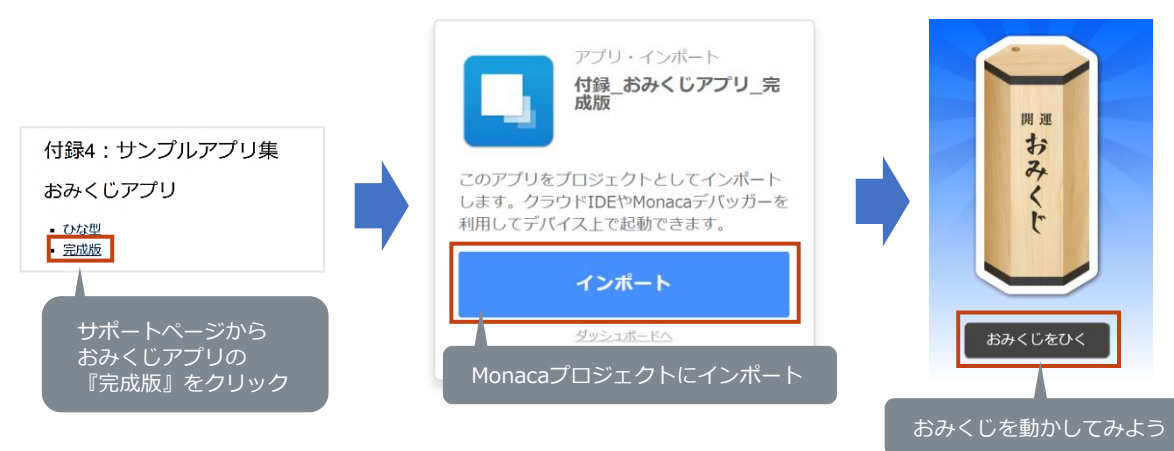 付録4：サンプルアプリ集
おみくじアプリ
ひな型
完成版
サポートページから
おみくじアプリの
『完成版』をクリック
アプリ・インポート
付録_おみくじアプリ_完
成版
このアプリをプロジェクトとしてインポート
します。クラウドIDEやMonacaデバッガーを
利用してデバイス上で起動できます。
インポート
ダッシュボードへ
Monacaプロジェクトにインポート
開運
おみくじ
おみくじをひく
おみくじを動かしてみよう